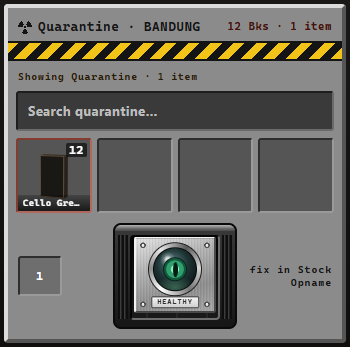 Quarantine · BANDUNG
12 Bks · 1 item
Showing Quarantine · 1 item
Search quarantine…
12
Cello Gre…
1
HEALTHY
fix in Stock
Opname